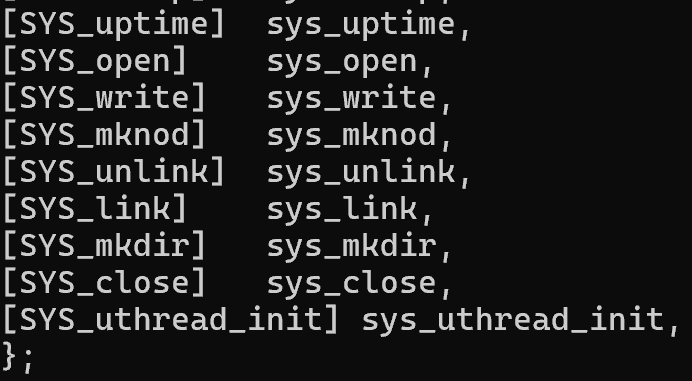 [SYS_uptime]  sys_uptime,
[SYS_open]    sys_open,
[SYS_write]   sys_write,
[SYS_mknod]   sys_mknod,
[SYS_unlink]  sys_unlink,
[SYS_link]    sys_link,
[SYS_mkdir]   sys_mkdir,
[SYS_close]   sys_close,
[SYS_uthread_init] sys_uthread_init,
};